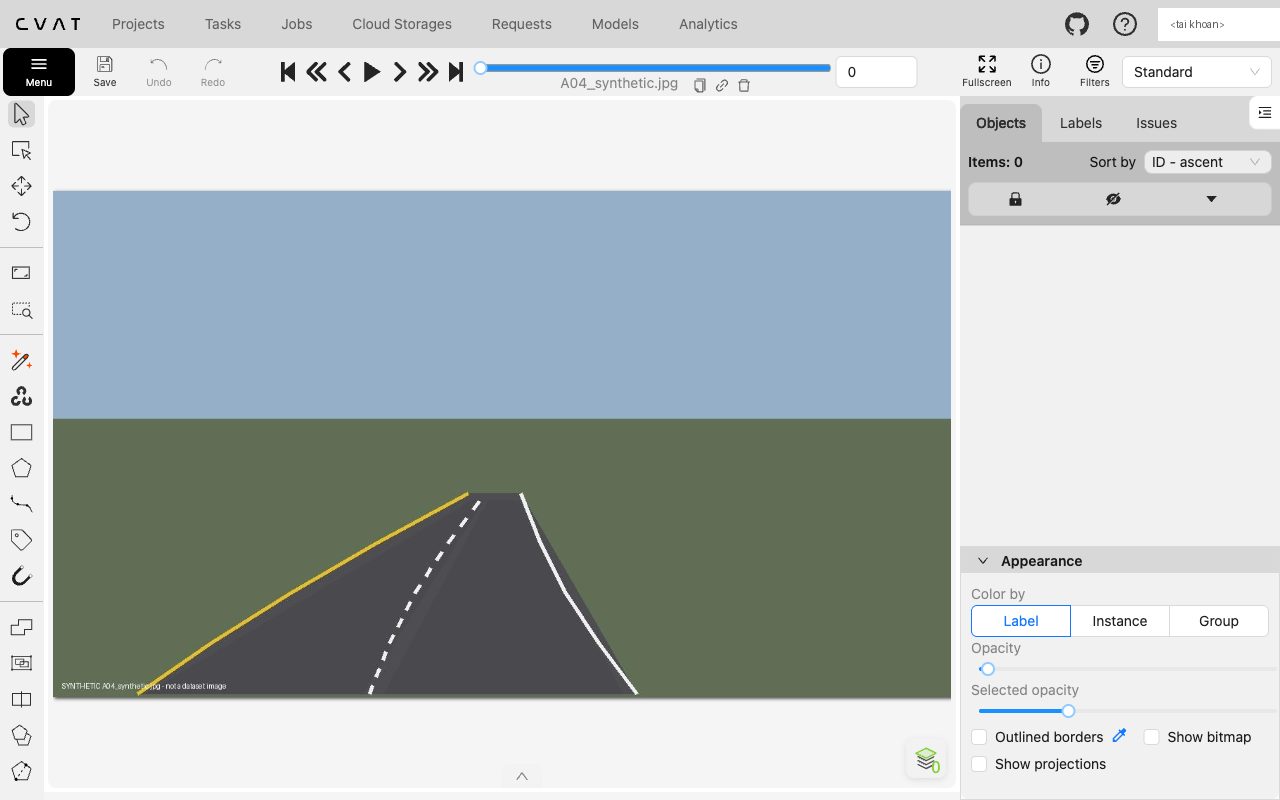 CVAT Projects Tasks Jobs Cloud Storages Requests Models Analytics <tai khoan>
Menu Save Undo Redo A04_synthetic.jpg 0 Fullscreen Info Filters Standard
Objects Labels Issues
Items: 0 Sort by ID - ascent
SYNTHETIC A04_synthetic.jpg - not a dataset image
0
Appearance
Color by
Label Instance Group
Opacity
Selected opacity
Outlined borders Show bitmap
Show projections